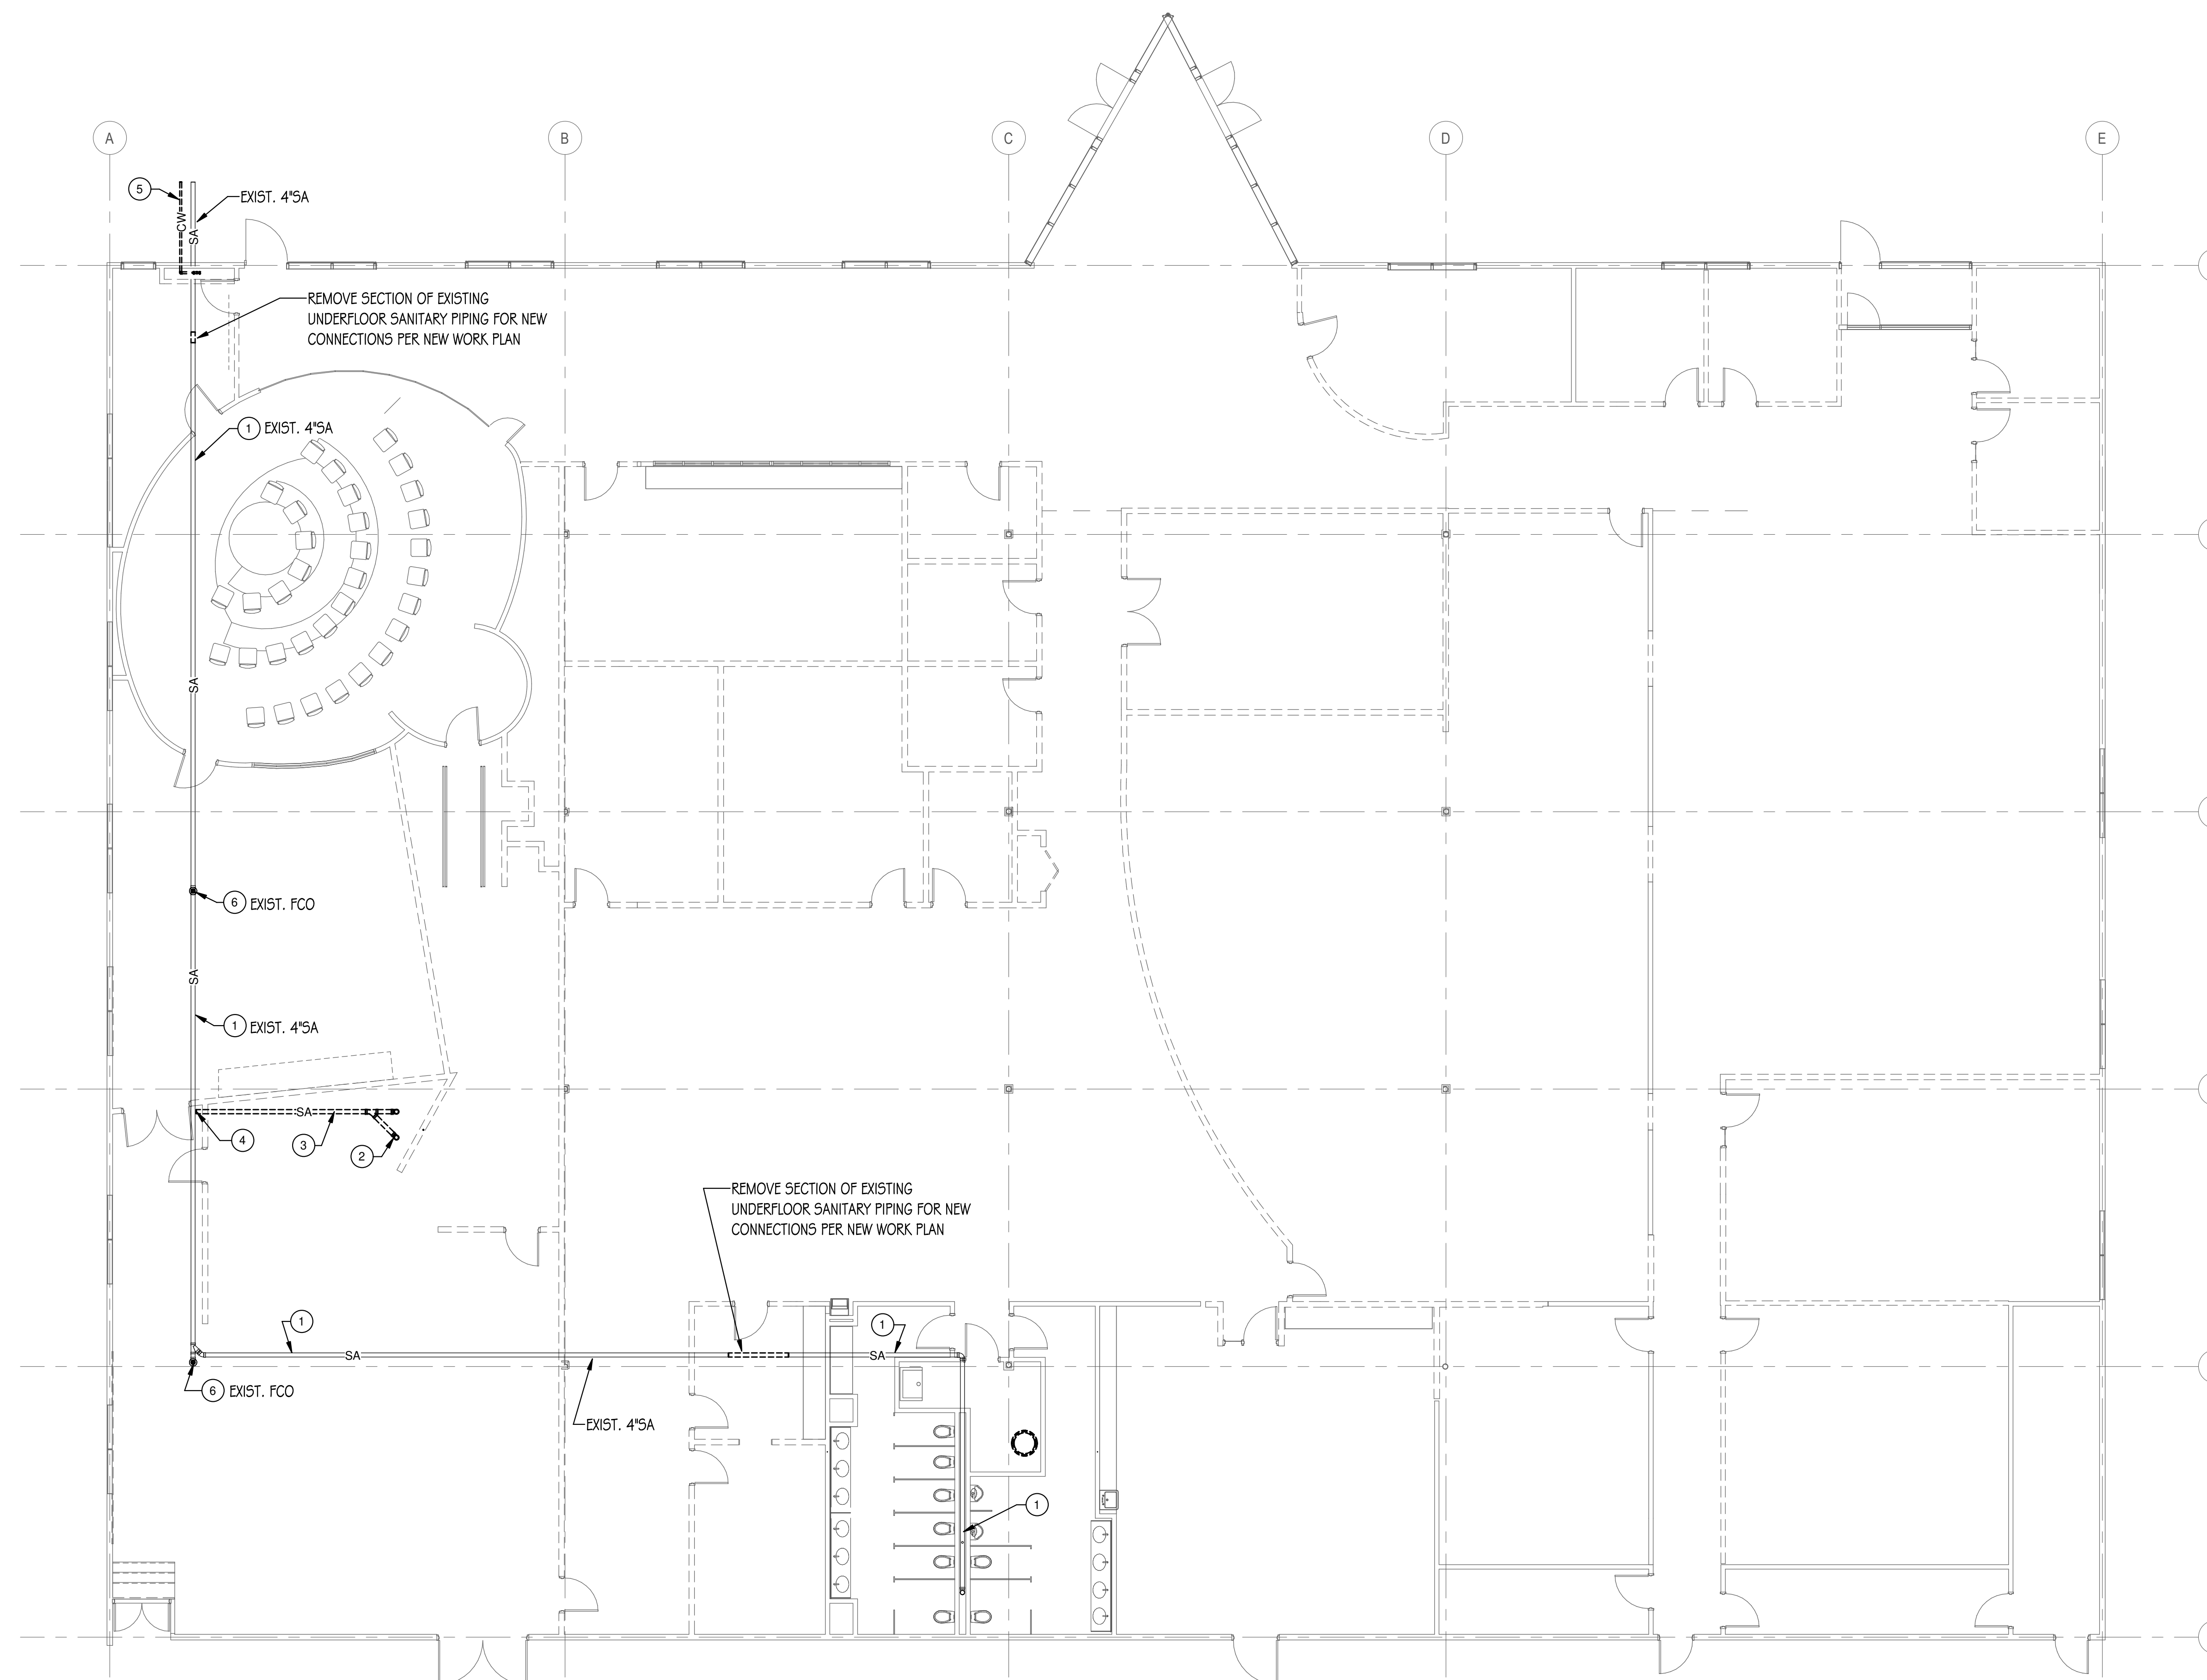 A
B
C
D
E
5
CW
SA
EXIST. 4"SA
REMOVE SECTION OF EXISTING
UNDERFLOOR SANITARY PIPING FOR NEW
CONNECTIONS PER NEW WORK PLAN
1 EXIST. 4"SA
SA
6 EXIST. FCO
SA
1 EXIST. 4"SA
SA
4
3
2
REMOVE SECTION OF EXISTING
UNDERFLOOR SANITARY PIPING FOR NEW
CONNECTIONS PER NEW WORK PLAN
1
1
SA
SA
6 EXIST. FCO
EXIST. 4"SA
1